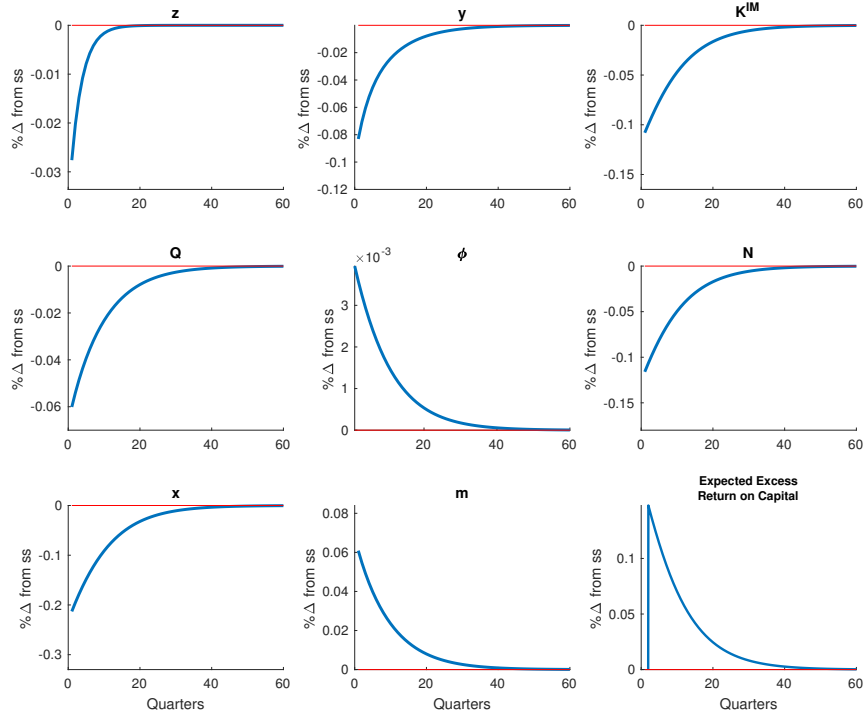 z
0
-0.01
-0.02
-0.03
% Δ from ss
0 20 40 60
y
-0.02
-0.04
-0.06
-0.08
-0.1
-0.12
% Δ from ss
0 20 40 60
K^IM
0
-0.05
-0.1
-0.15
% Δ from ss
0 20 40 60
Q
0
-0.02
-0.04
-0.06
% Δ from ss
0 20 40 60
ϕ
×10^-3
3
2
1
0
% Δ from ss
20 40 60
N
0
-0.05
-0.1
-0.15
% Δ from ss
0 20 40 60
x
0
-0.1
-0.2
-0.3
% Δ from ss
0 20 40 60
Quarters
m
0.08
0.06
0.04
0.02
0
% Δ from ss
0 20 40 60
Quarters
Expected Excess
Return on Capital
0.1
0.05
0
% Δ from ss
0 20 40 60
Quarters